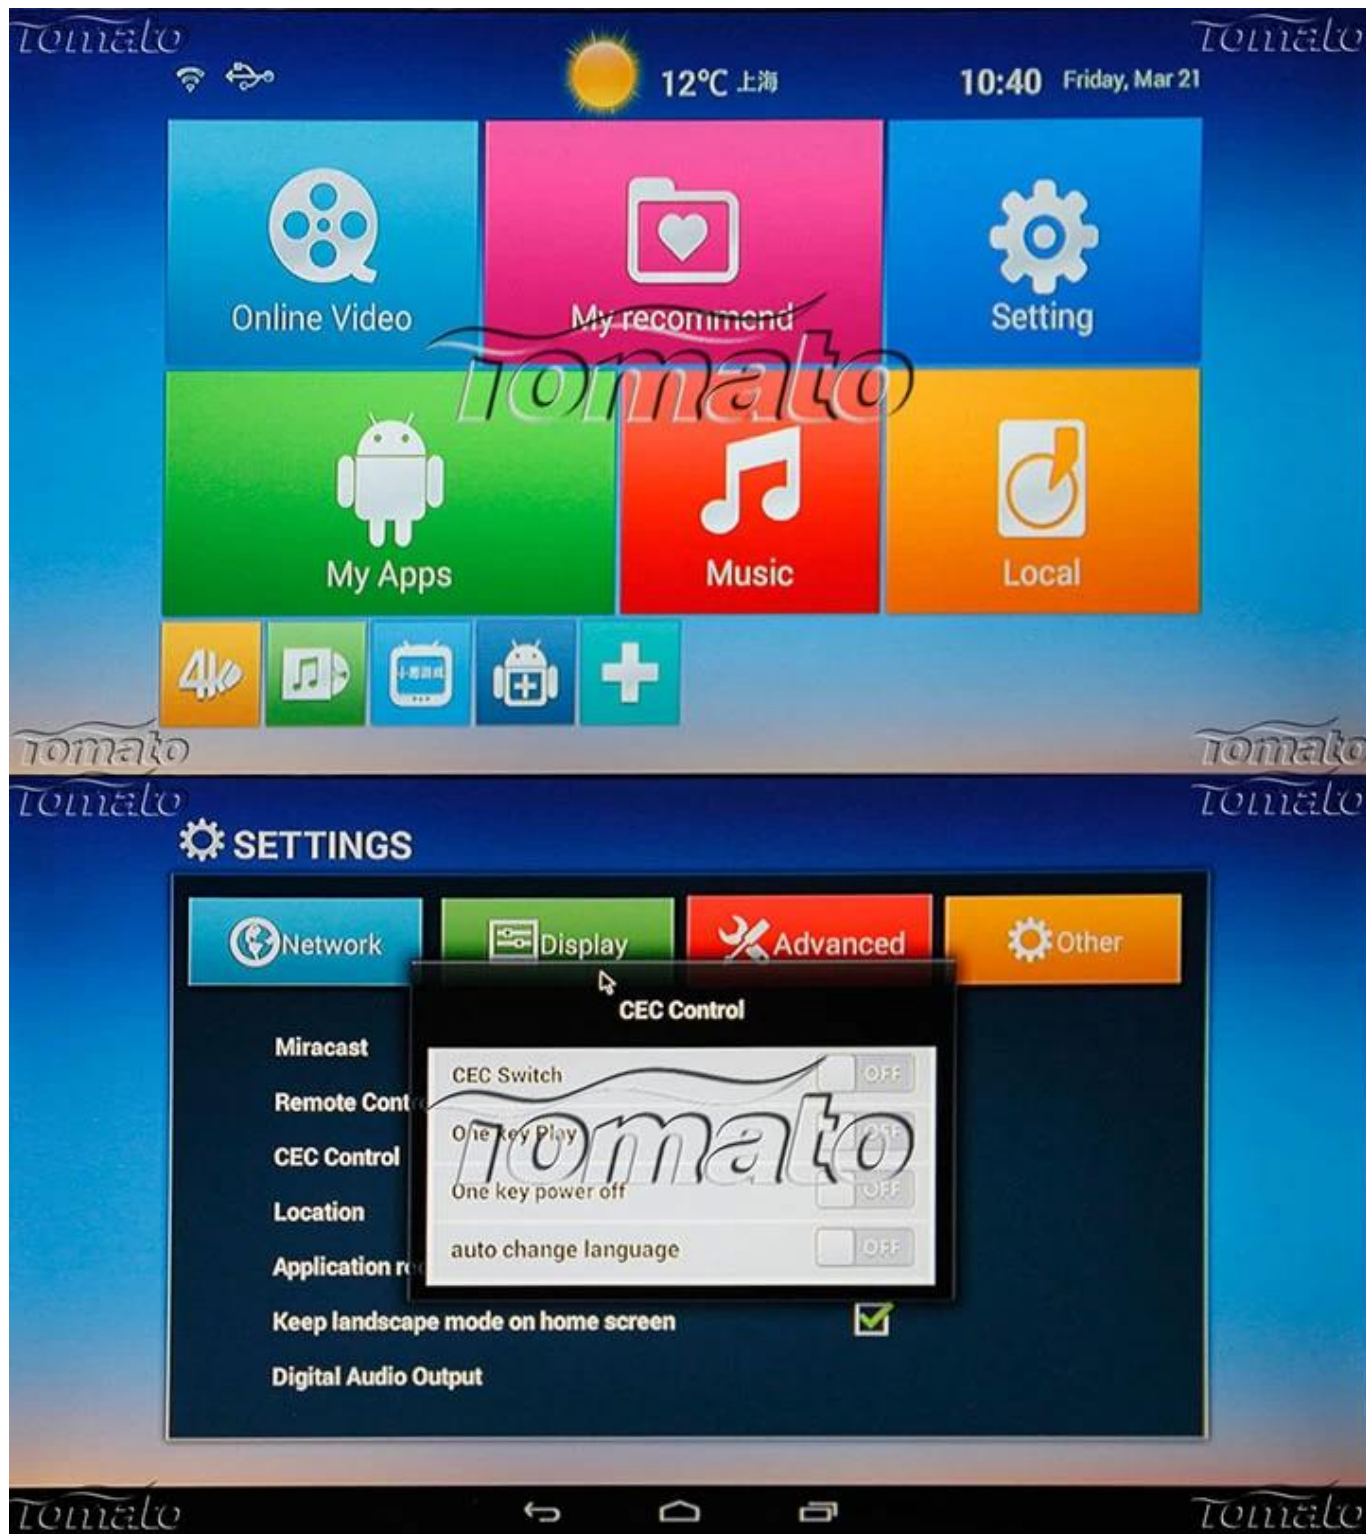 Tomato Tomato
12°C 上海 10:40 Friday, Mar 21
Online Video
My recommend
Setting
Tomato
My Apps
Music
Local
4K
Tomato Tomato
Tomato Tomato
SETTINGS
Network
Display
Advanced
Other
CEC Control
Miracast
CEC Switch OFF
Remote
One key Play OFF
Tomato
CEC Control
One key power off OFF
Location
auto change language OFF
Application
Keep landscape mode on home screen
Digital Audio Output
Tomato Tomato